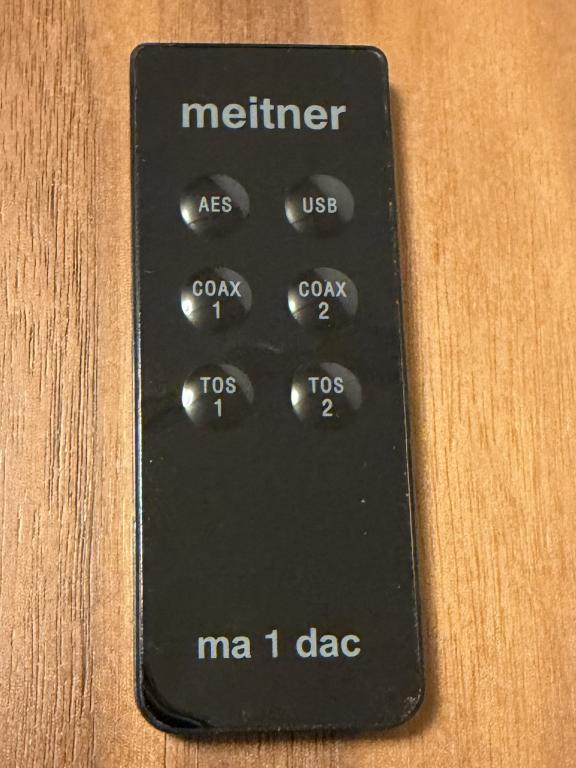 meitner
AES USB
COAX 1 COAX 2
TOS 1 TOS 2
ma 1 dac